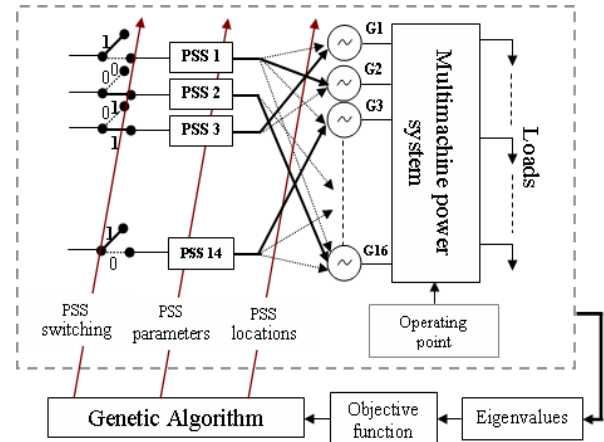 1
0
PSS 1
0
1
PSS 2
0
1
PSS 3
1
0
PSS 14
G1
G2
G3
G16
Multimachine power
system
Loads
PSS
switching
PSS
parameters
PSS
locations
Operating
point
Genetic Algorithm
Objective
function
Eigenvalues